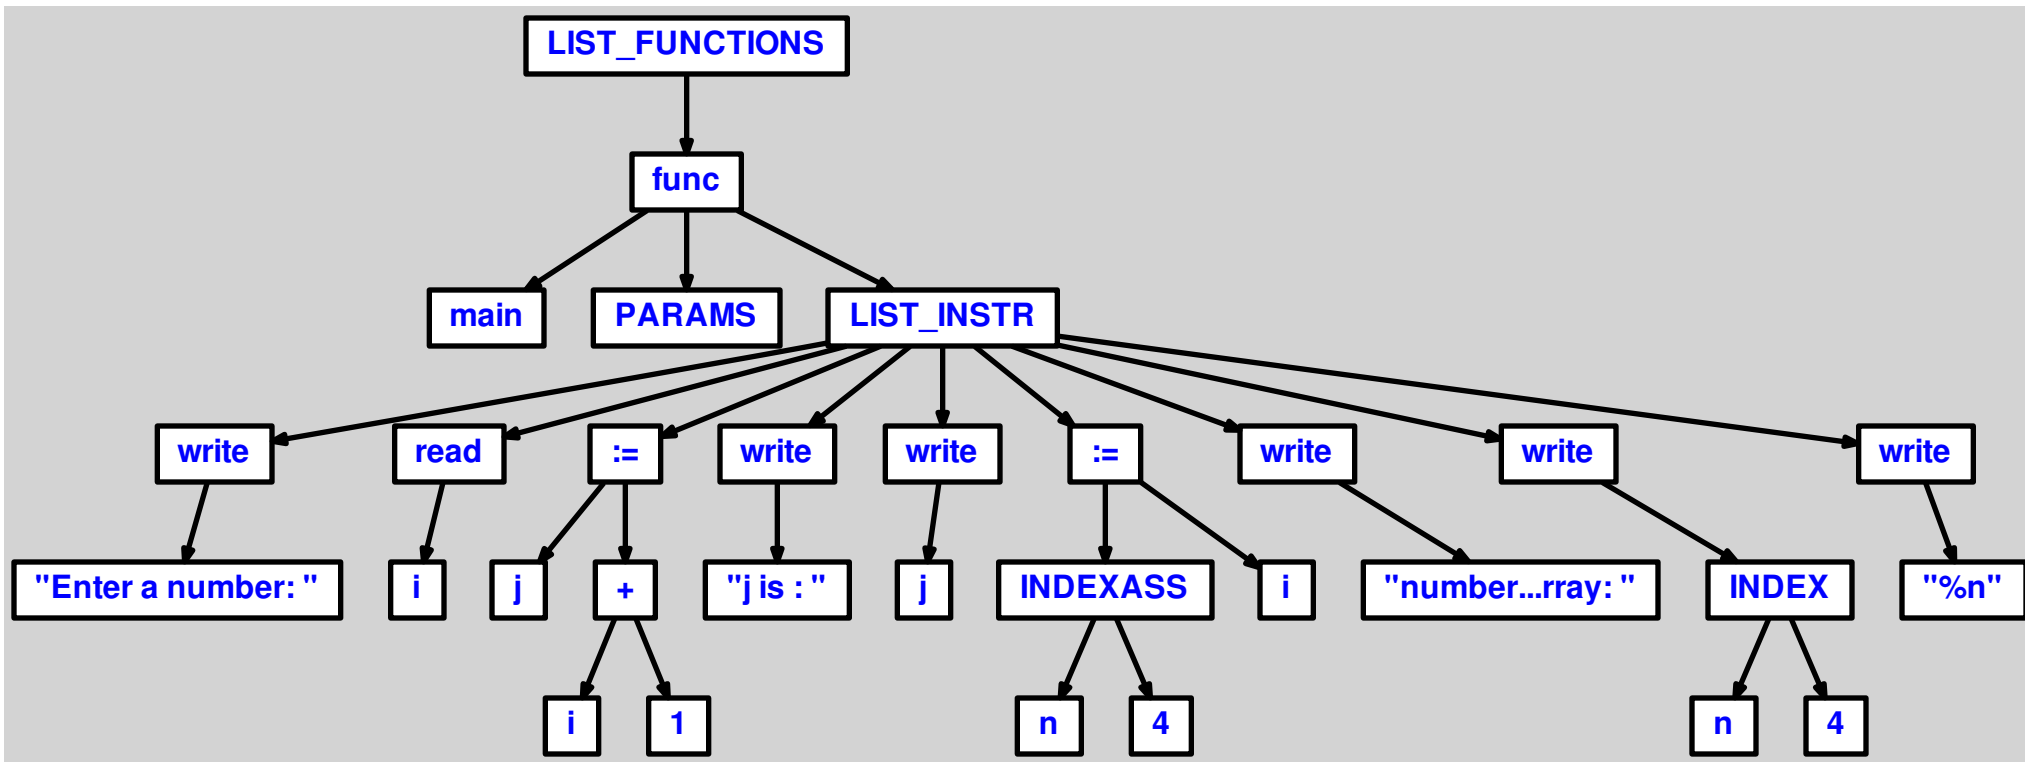 LIST_FUNCTIONS
func
main PARAMS LIST_INSTR
write read := write write := write write write
"Enter a number: " i j + "j is : " j INDEXASS i "number...rray: " INDEX "%n"
i 1 n 4 n 4